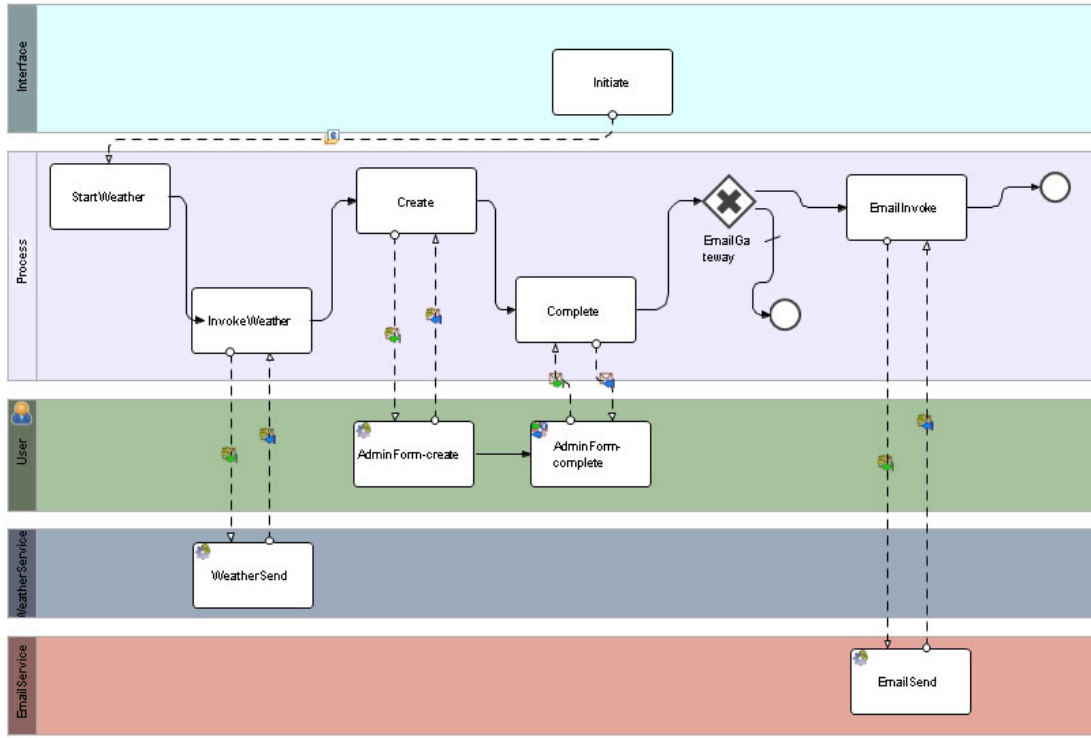 Interface
Initiate
Process
StartWeather
Create
EmailGa
teway
EmailInvoke
InvokeWeather
Complete
User
AdminForm-create
AdminForm-
complete
WeatherService
WeatherSend
EmailService
EmailSend